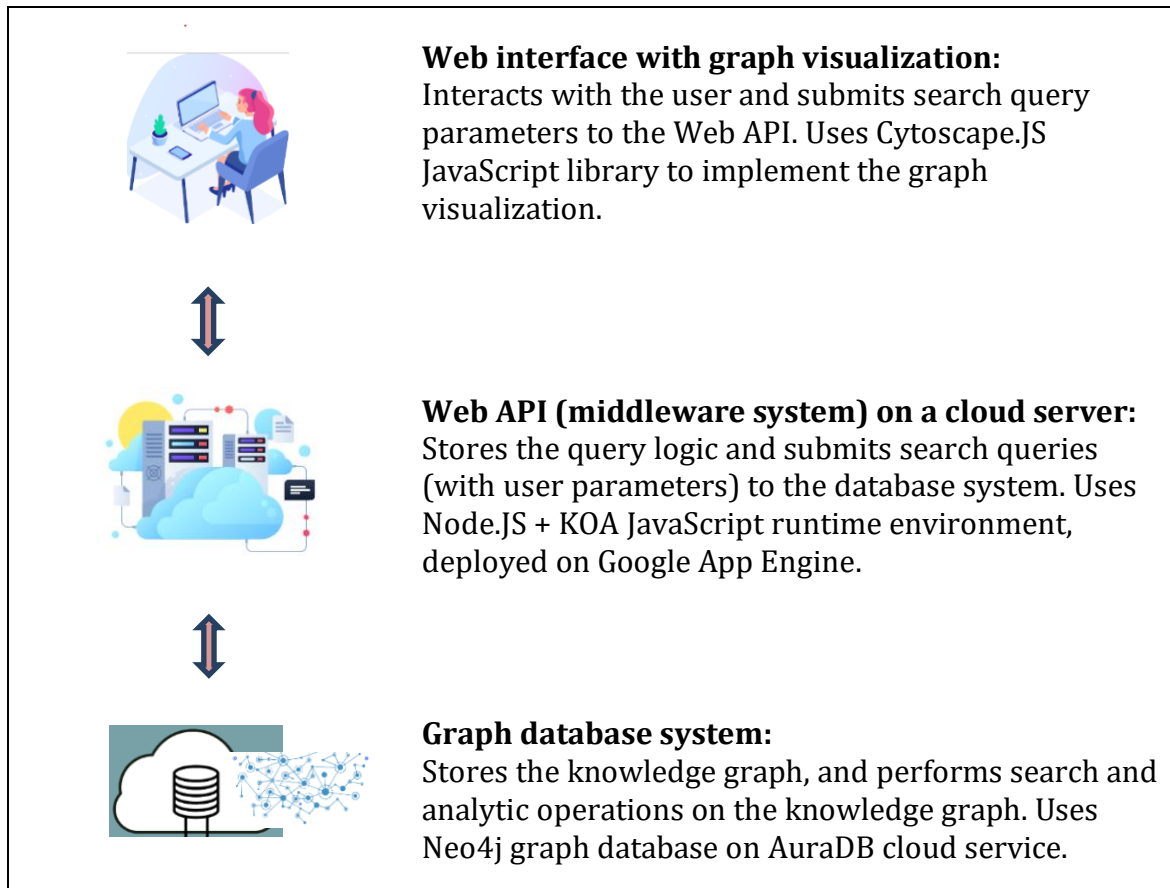 Web interface with graph visualization:
Interacts with the user and submits search query
parameters to the Web API. Uses Cytoscape.JS
JavaScript library to implement the graph
visualization.
Web API (middleware system) on a cloud server:
Stores the query logic and submits search queries
(with user parameters) to the database system. Uses
Node.JS + KOA JavaScript runtime environment,
deployed on Google App Engine.
Graph database system:
Stores the knowledge graph, and performs search and
analytic operations on the knowledge graph. Uses
Neo4j graph database on AuraDB cloud service.